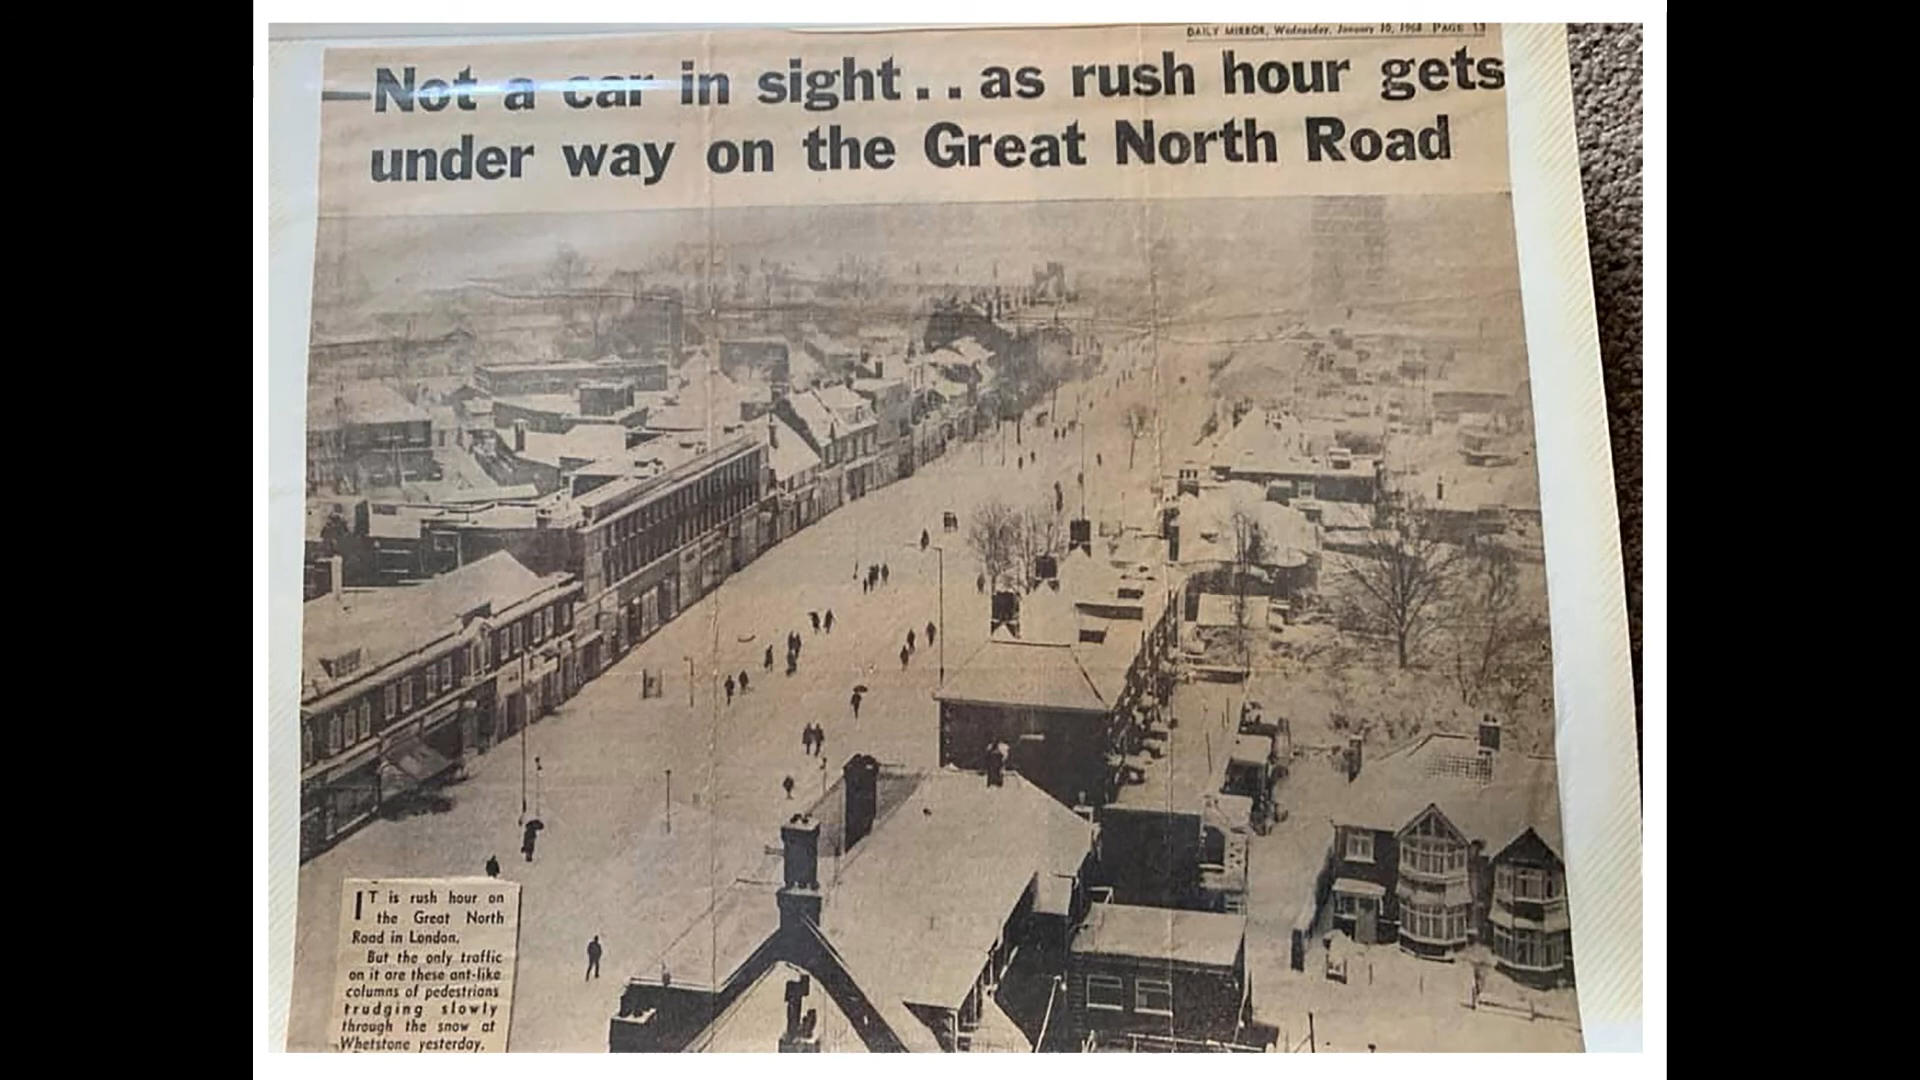 DAILY MIRROR, Wednesday, January 10, 1968 PAGE 13
Not a car in sight.. as rush hour gets
under way on the Great North Road
IT is rush hour on
the Great North
Road in London.
But the only traffic
on it are these ant-like
columns of pedestrians
trudging slowly
through the snow at
Whetstone yesterday.